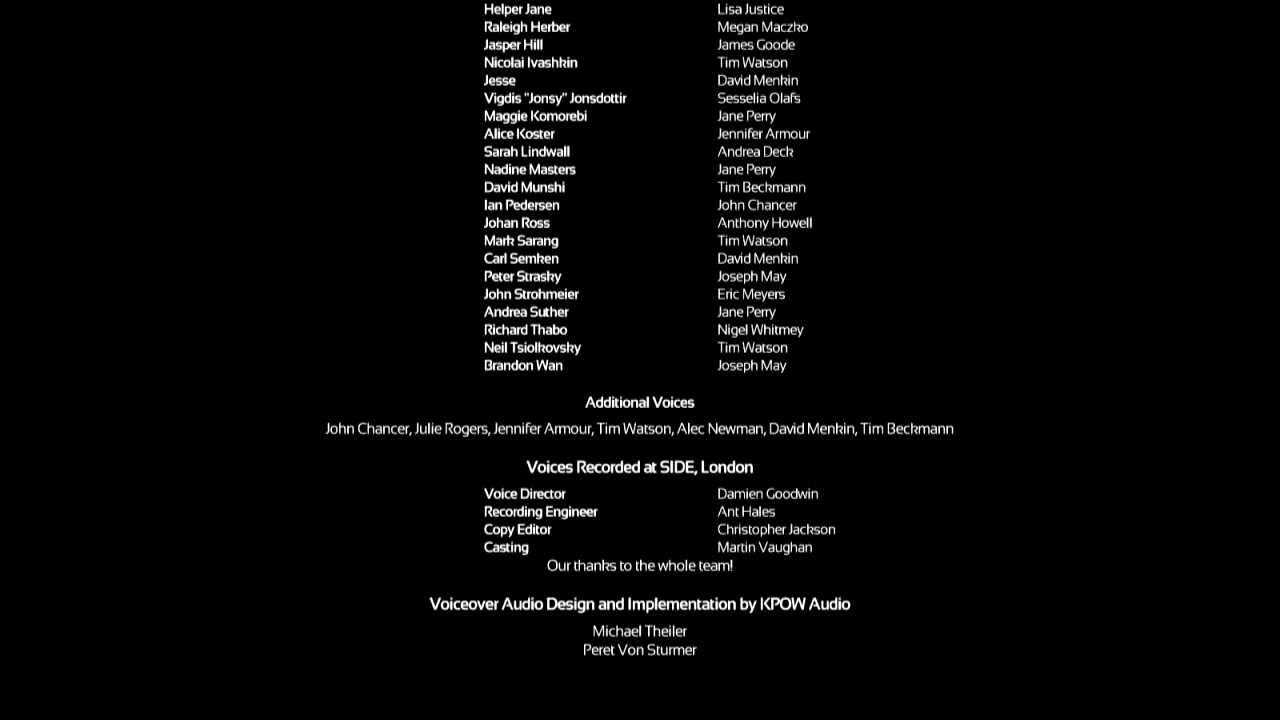 Helper Jane Lisa Justice
Raleigh Herber Megan Maczko
Jasper Hill James Goode
Nicolai Ivashkin Tim Watson
Jesse David Menkin
Vigdis "Jonsy" Jonsdottir Sesselia Olafs
Maggie Komorebi Jane Perry
Alice Koster Jennifer Armour
Sarah Lindwall Andrea Deck
Nadine Masters Jane Perry
David Munshi Tim Beckmann
Ian Pedersen John Chancer
Johan Ross Anthony Howell
Mark Sarang Tim Watson
Carl Semken David Menkin
Peter Strasky Joseph May
John Strohmeier Eric Meyers
Andrea Suther Jane Perry
Richard Thabo Nigel Whitmey
Neil Tsiolkovsky Tim Watson
Brandon Wan Joseph May
Additional Voices
John Chancer, Julie Rogers, Jennifer Armour, Tim Watson, Alec Newman, David Menkin, Tim Beckmann
Voices Recorded at SIDE, London
Voice Director Damien Goodwin
Recording Engineer Ant Hales
Copy Editor Christopher Jackson
Casting Martin Vaughan
Our thanks to the whole team!
Voiceover Audio Design and Implementation by KPOW Audio
Michael Theiler
Peret Von Sturmer